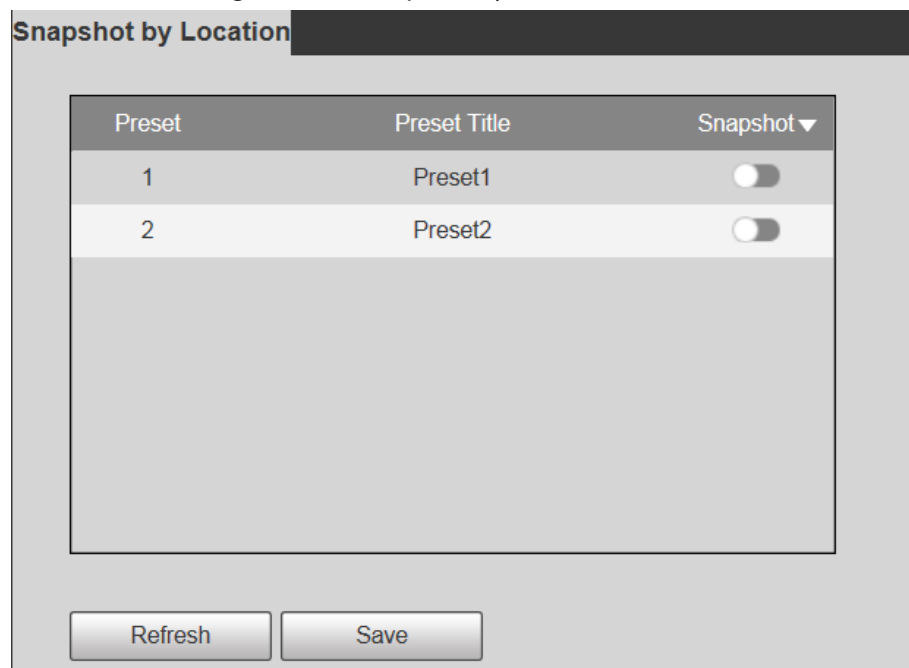 Snapshot by Location
Preset Preset Title Snapshot
1 Preset1
2 Preset2
Refresh Save